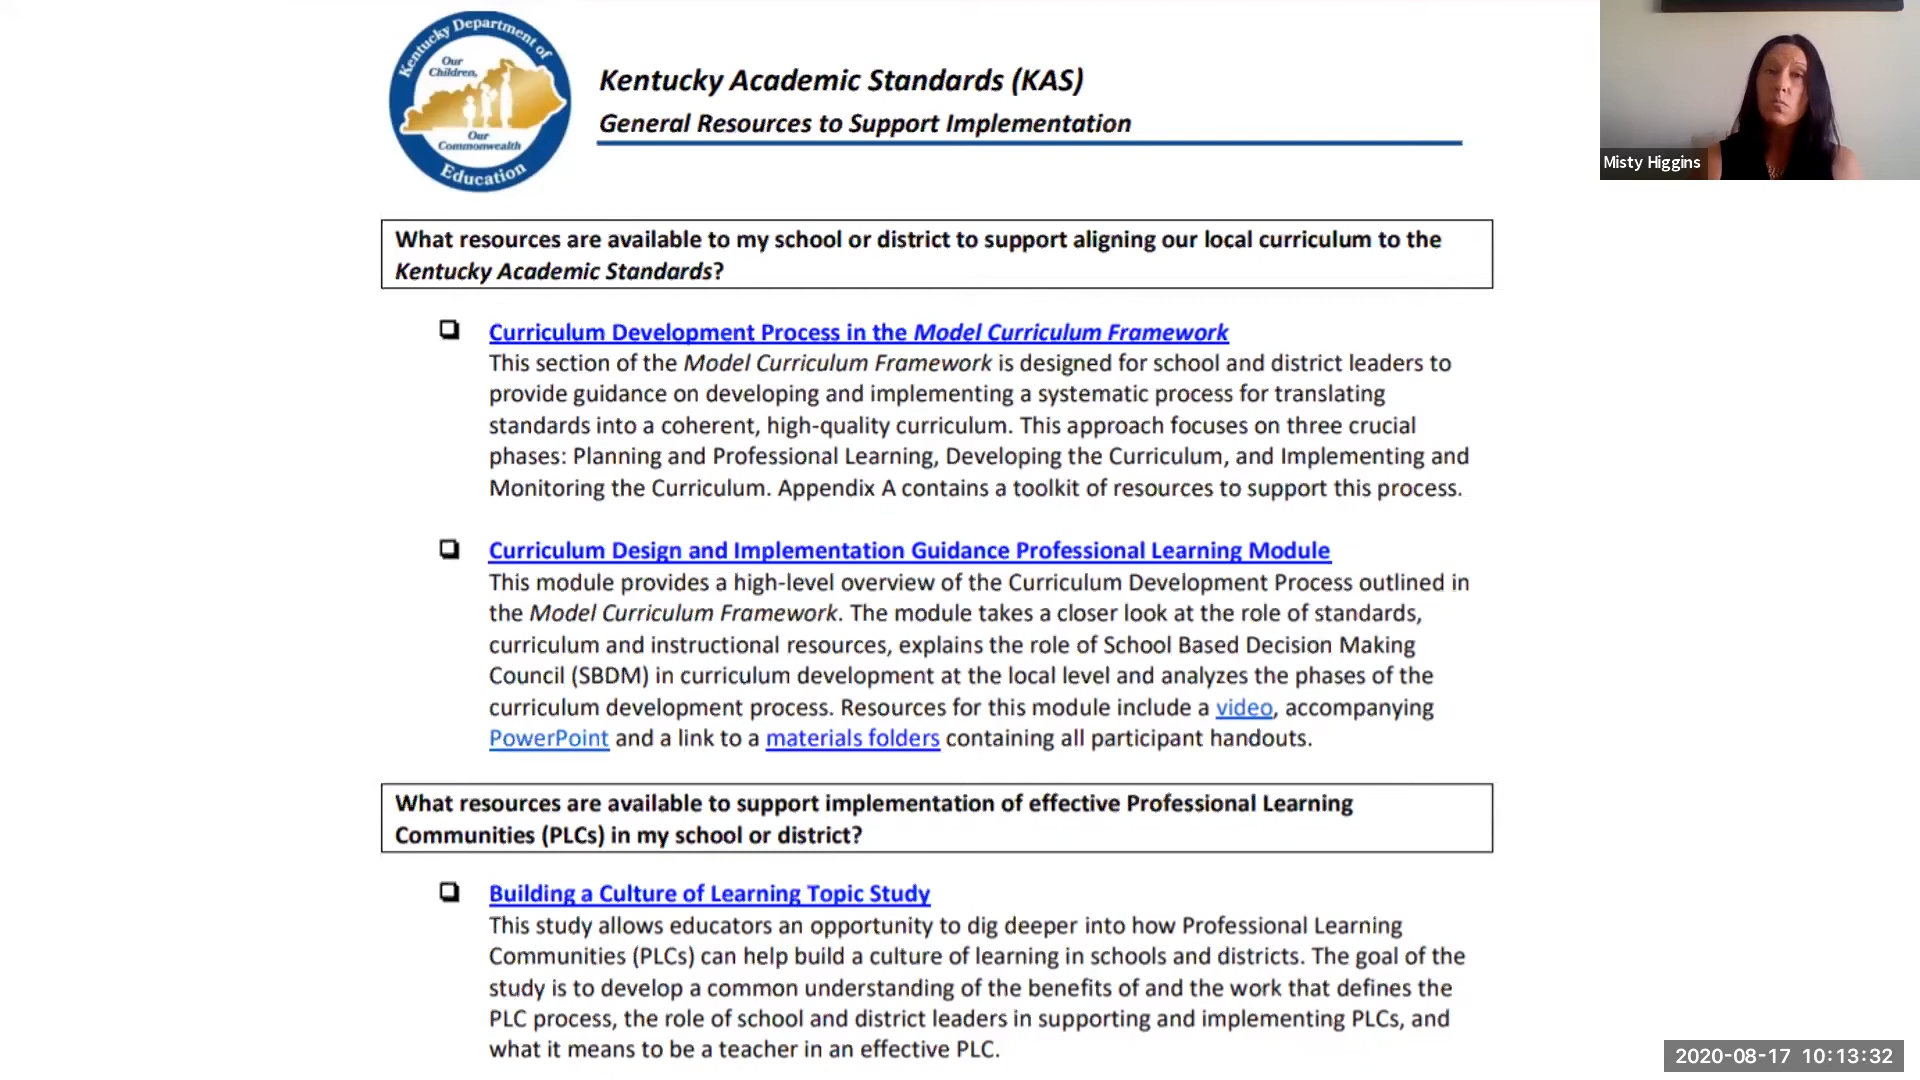 Kentucky Department of
Our
Children,
Our
Commonwealth
Education
Kentucky Academic Standards (KAS)
General Resources to Support Implementation
Misty Higgins
What resources are available to my school or district to support aligning our local curriculum to the
Kentucky Academic Standards?
Curriculum Development Process in the Model Curriculum Framework
This section of the Model Curriculum Framework is designed for school and district leaders to
provide guidance on developing and implementing a systematic process for translating
standards into a coherent, high-quality curriculum. This approach focuses on three crucial
phases: Planning and Professional Learning, Developing the Curriculum, and Implementing and
Monitoring the Curriculum. Appendix A contains a toolkit of resources to support this process.
Curriculum Design and Implementation Guidance Professional Learning Module
This module provides a high-level overview of the Curriculum Development Process outlined in
the Model Curriculum Framework. The module takes a closer look at the role of standards,
curriculum and instructional resources, explains the role of School Based Decision Making
Council (SBDM) in curriculum development at the local level and analyzes the phases of the
curriculum development process. Resources for this module include a video, accompanying
PowerPoint and a link to a materials folders containing all participant handouts.
What resources are available to support implementation of effective Professional Learning
Communities (PLCs) in my school or district?
Building a Culture of Learning Topic Study
This study allows educators an opportunity to dig deeper into how Professional Learning
Communities (PLCs) can help build a culture of learning in schools and districts. The goal of the
study is to develop a common understanding of the benefits of and the work that defines the
PLC process, the role of school and district leaders in supporting and implementing PLCs, and
what it means to be a teacher in an effective PLC.
2020-08-17 10:13:32